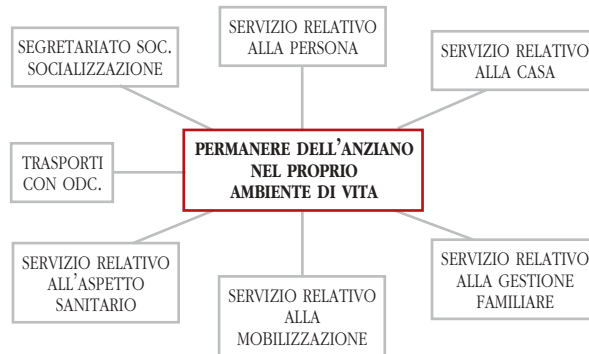 SEGRETARIATO SOC.
SOCIALIZZAZIONE
SERVIZIO RELATIVO
ALLA PERSONA
SERVIZIO RELATIVO
ALLA CASA
TRASPORTI
CON ODC.
PERMANERE DELL'ANZIANO
NEL PROPRIO
AMBIENTE DI VITA
SERVIZIO RELATIVO
ALL'ASPETTO
SANITARIO
SERVIZIO RELATIVO
ALLA
MOBILIZZAZIONE
SERVIZIO RELATIVO
ALLA GESTIONE
FAMILIARE